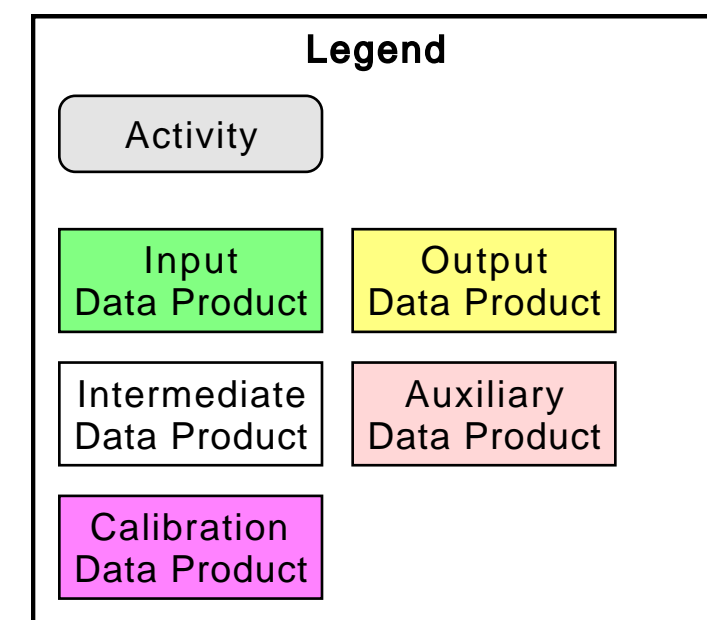 Legend
Activity
Input
Data Product
Output
Data Product
Intermediate
Data Product
Auxiliary
Data Product
Calibration
Data Product